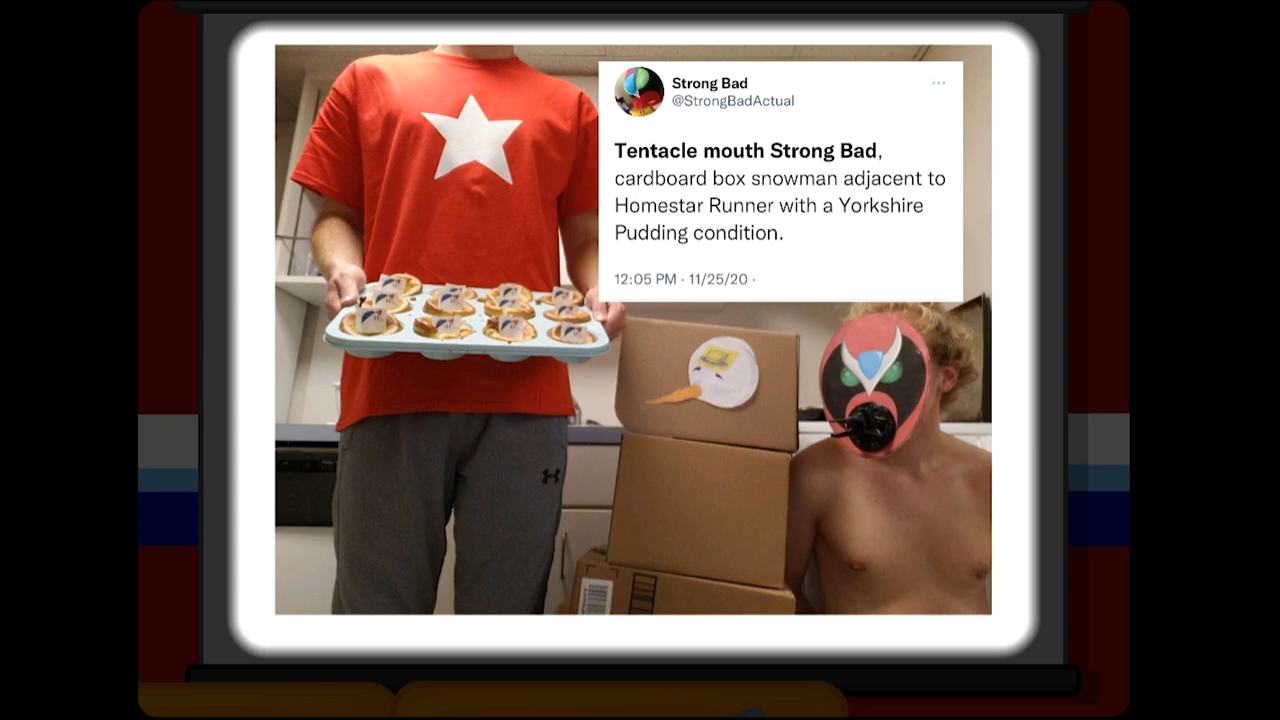 Strong Bad
@StrongBadActual
Tentacle mouth Strong Bad,
cardboard box snowman adjacent to
Homestar Runner with a Yorkshire
Pudding condition.
12:05 PM · 11/25/20 ·